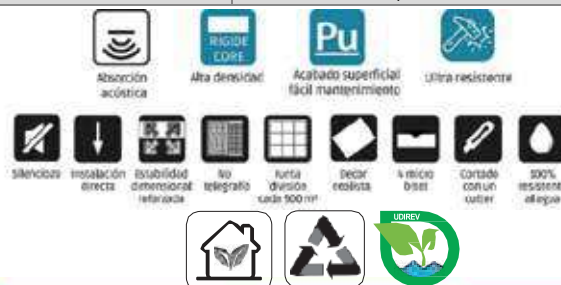 RIGIDE
CORE
Pu
Absorción
acústica
Alta densidad
Acabado superficial
fácil mantenimiento
Ultra resistente
Silencioso
Instalación
directa
Estabilidad
dimensional
reforzada
No
telegrafía
Junta
división
cada 500 m²
Decor
realista
4 micro
bisel
Cortado
con un
cutter
100%
resistente
al agua
UDIREV